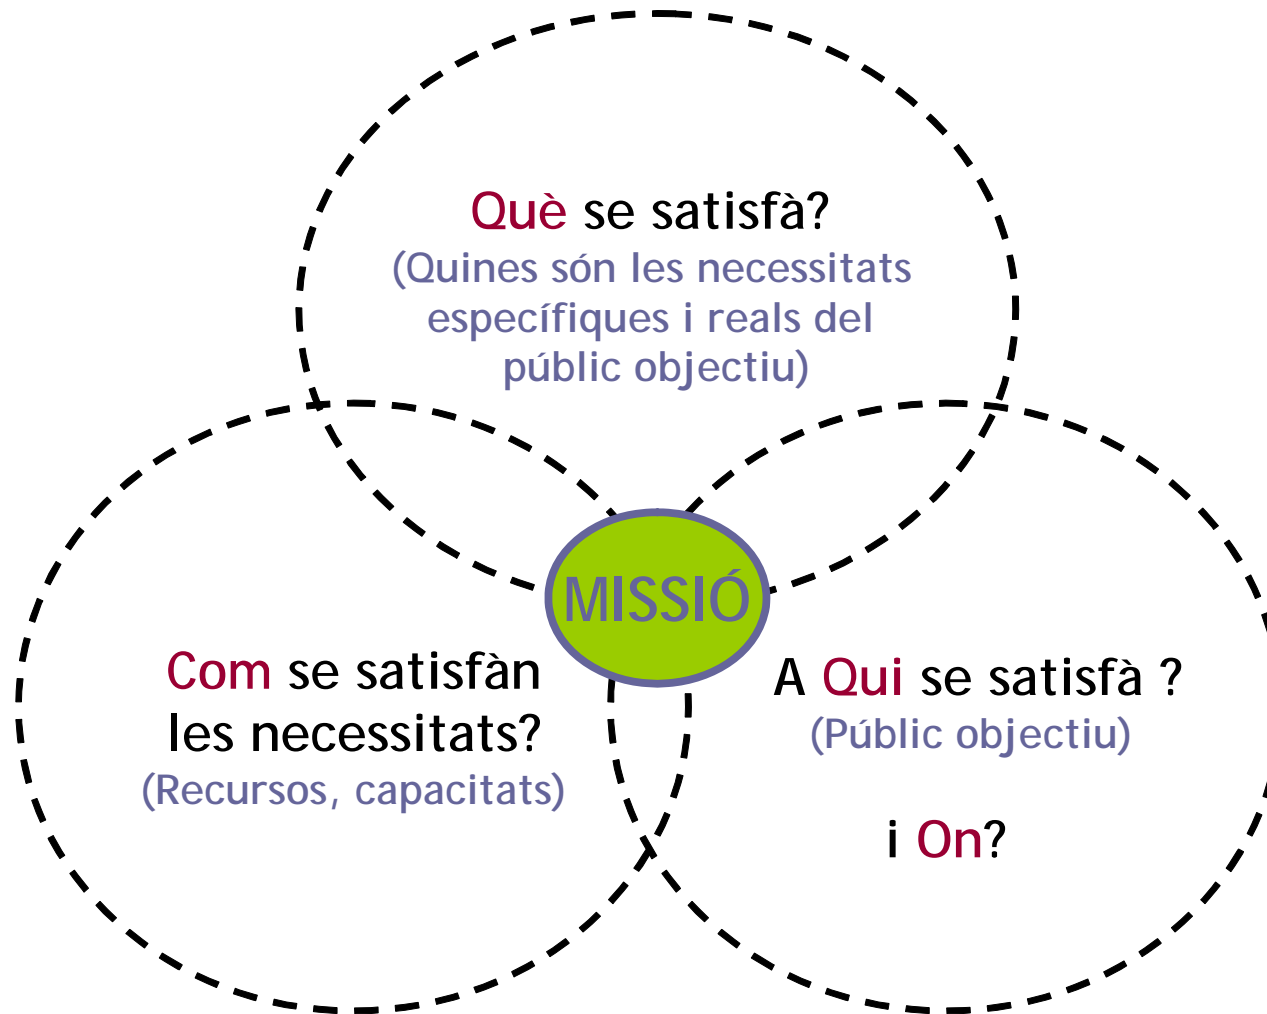 Què se satisfà?
(Quines són les necessitats
específiques i reals del
públic objectiu)
MISSIÓ
Com se satisfàn
les necessitats?
(Recursos, capacitats)
A Qui se satisfà ?
(Públic objectiu)
i On?